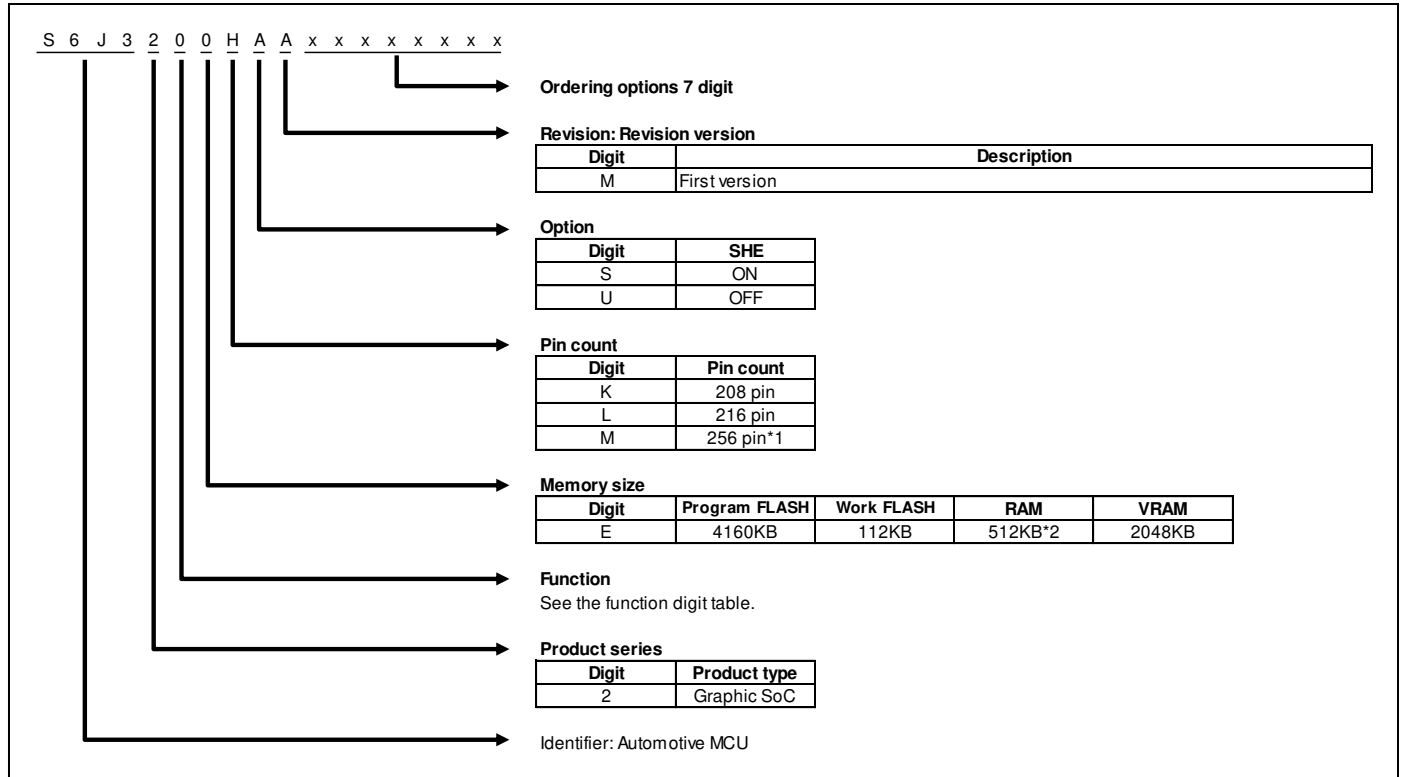 S 6 J 3 2 0 0 H A A x x x x x x x x
Ordering options 7 digit
Revision: Revision version
Digit Description
M First version
Option
Digit SHE
S ON
U OFF
Pin count
Digit Pin count
K 208 pin
L 216 pin
M 256 pin*1
Memory size
Digit Program FLASH Work FLASH RAM VRAM
E 4160KB 112KB 512KB*2 2048KB
Function
See the function digit table.
Product series
Digit Product type
2 Graphic SoC
Identifier: Automotive MCU